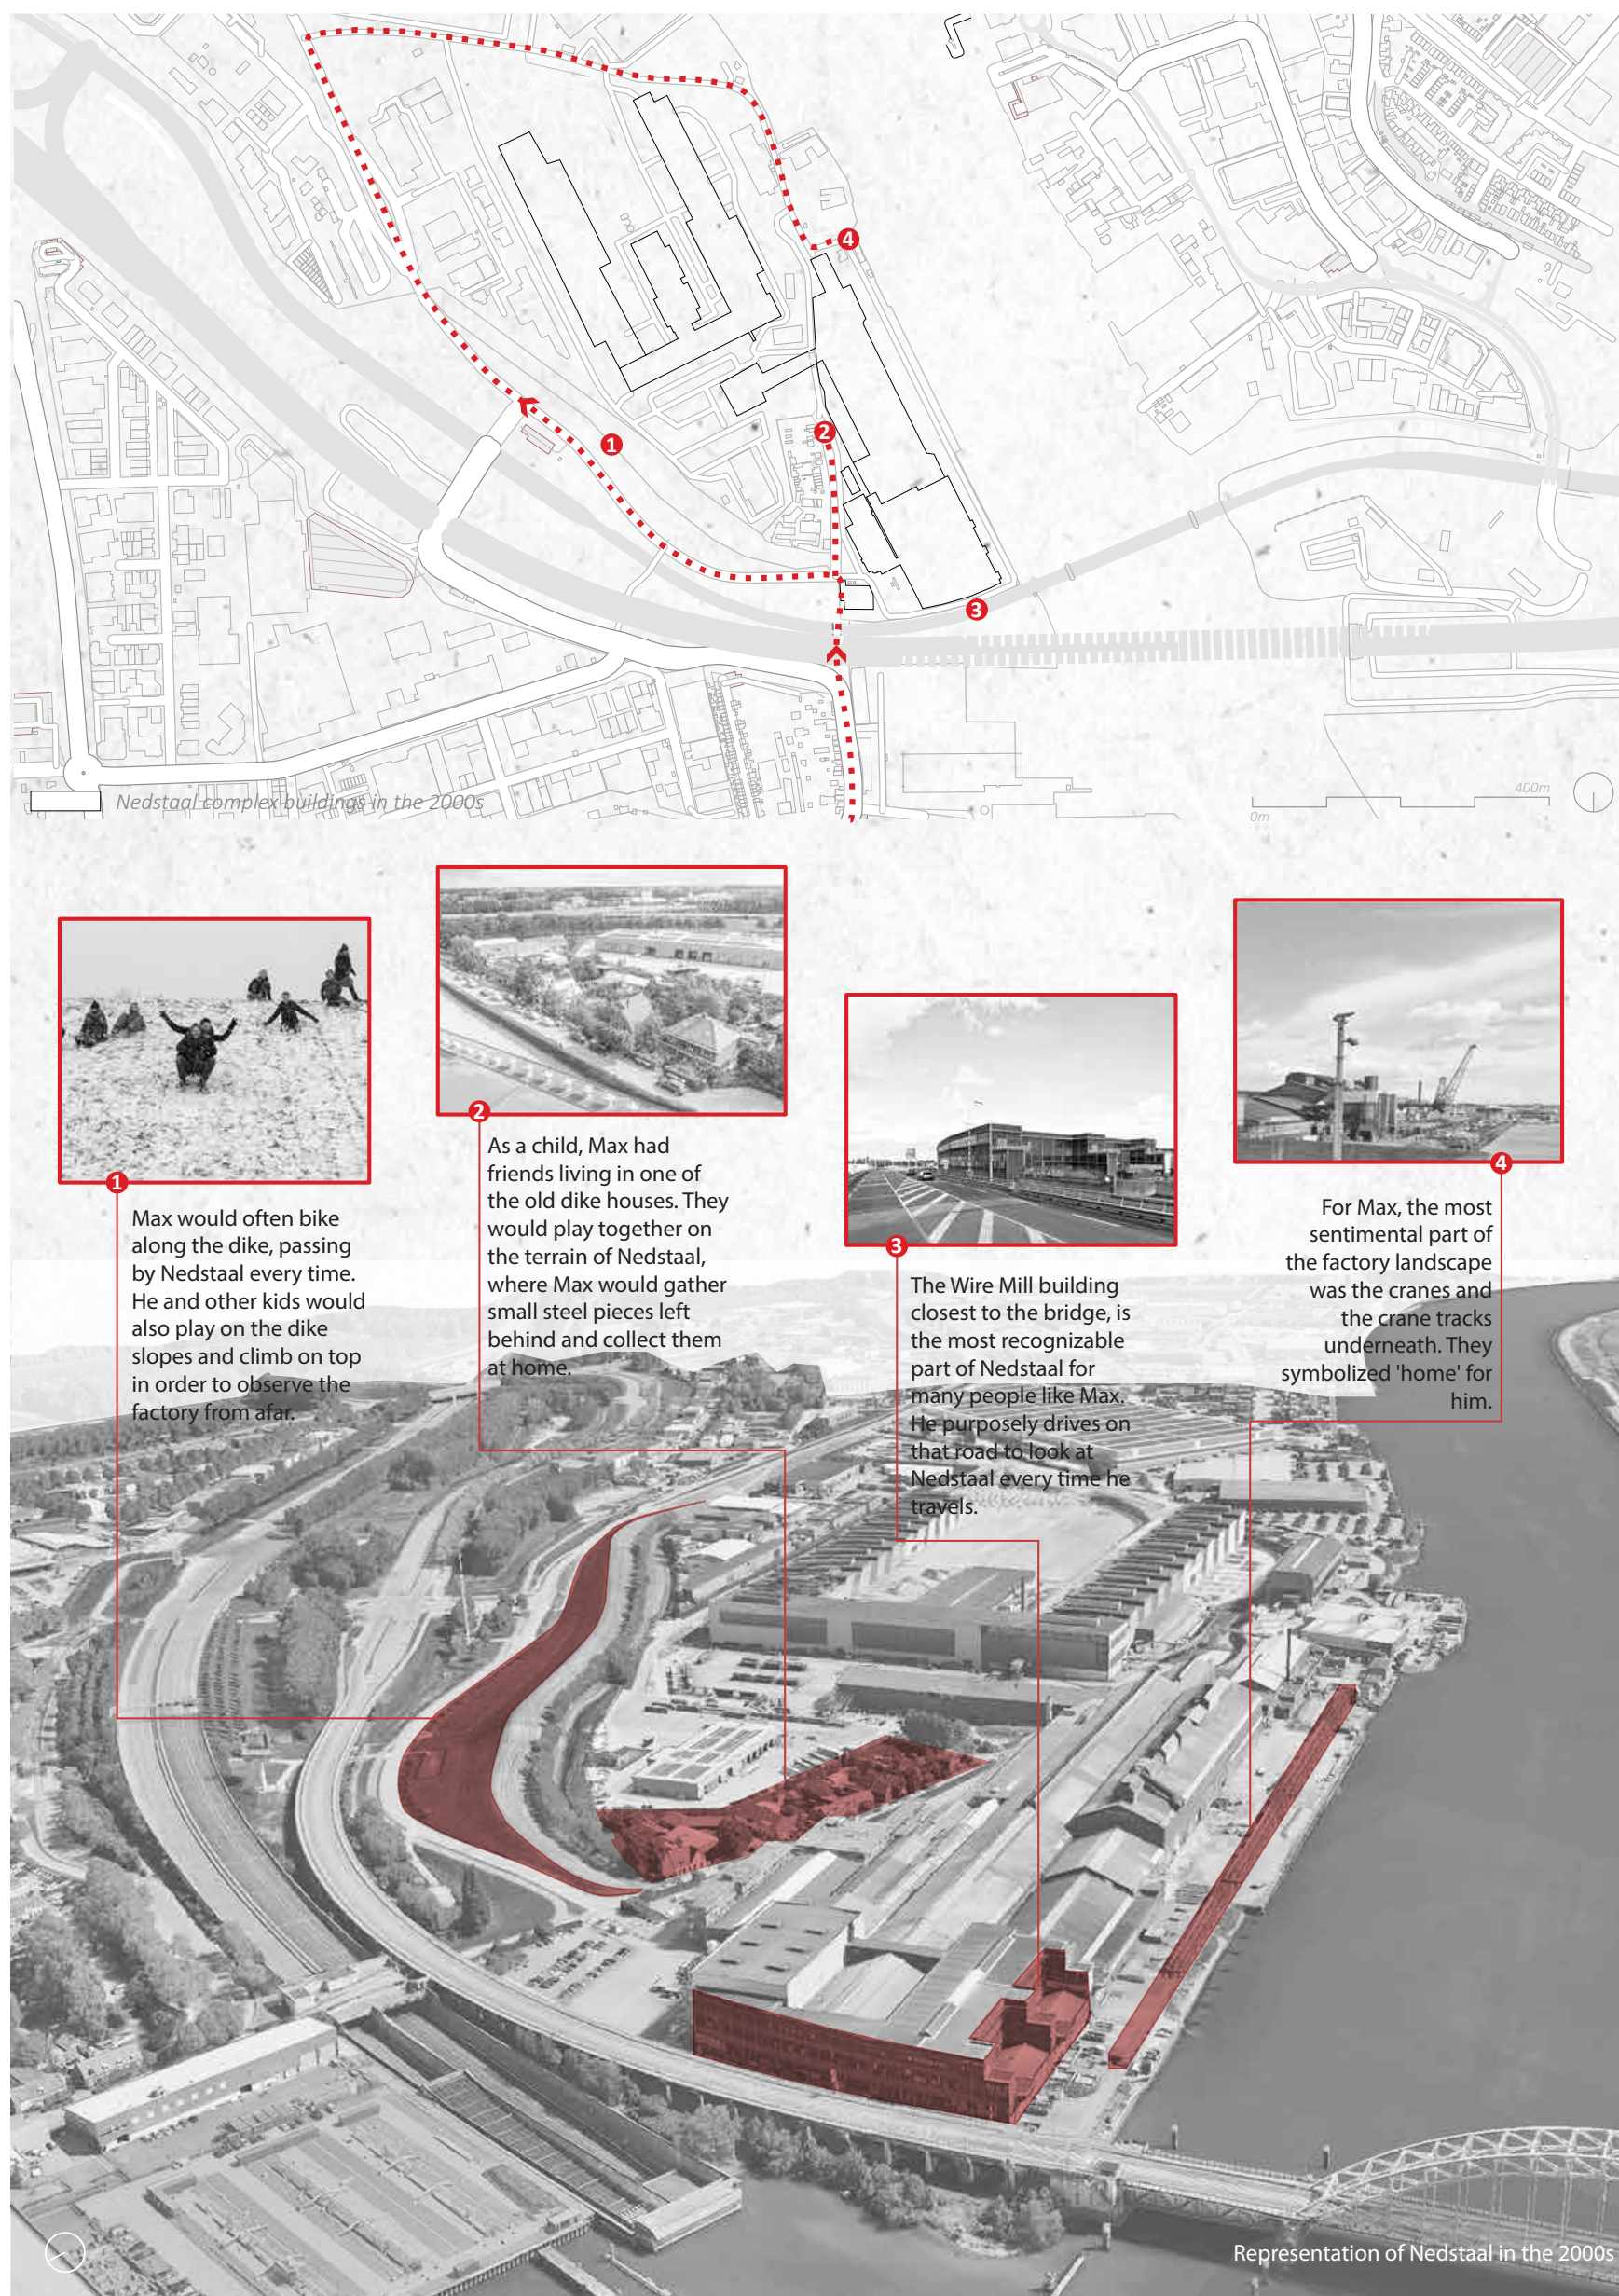 4
1
2
3
Nedstaal complex buildings in the 2000s
400m
0m
1
Max would often bike
along the dike, passing
by Nedstaal every time.
He and other kids would
also play on the dike
slopes and climb on top
in order to observe the
factory from afar.
2
As a child, Max had
friends living in one of
the old dike houses. They
would play together on
the terrain of Nedstaal,
where Max would gather
small steel pieces left
behind and collect them
at home.
3
The Wire Mill building
closest to the bridge, is
the most recognizable
part of Nedstaal for
many people like Max.
He purposely drives on
that road to look at
Nedstaal every time he
travels.
4
For Max, the most
sentimental part of
the factory landscape
was the cranes and
the crane tracks
underneath. They
symbolized 'home' for
him.
Representation of Nedstaal in the 2000s